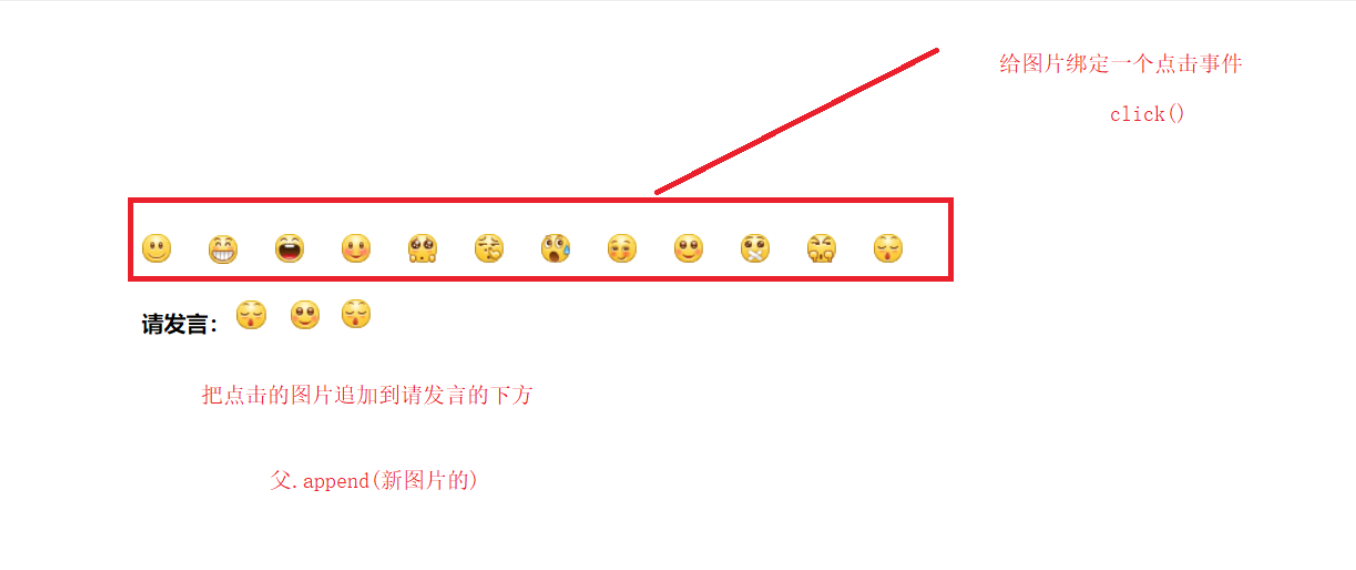 给图片绑定一个点击事件
click()
请发言：
把点击的图片追加到请发言的下方
父.append(新图片的)